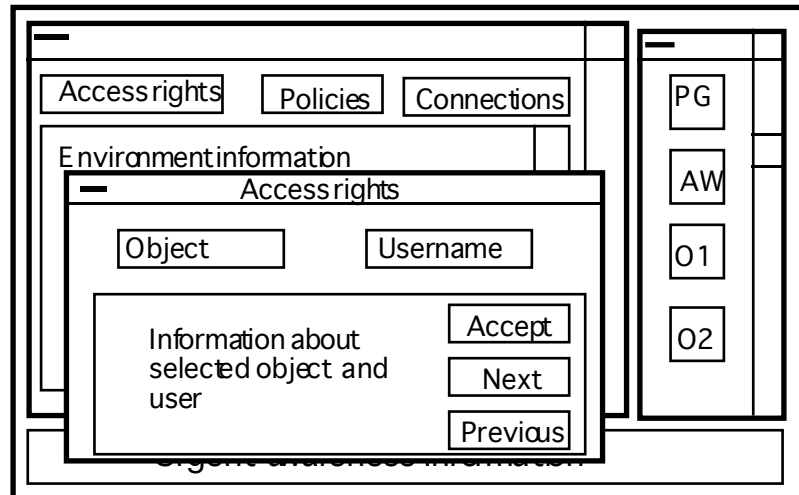 Access rights
Policies
Connections
PG
Environment information
Access rights
AW
Object
Username
O1
Information about
selected object and
user
Accept
Next
Previous
O2